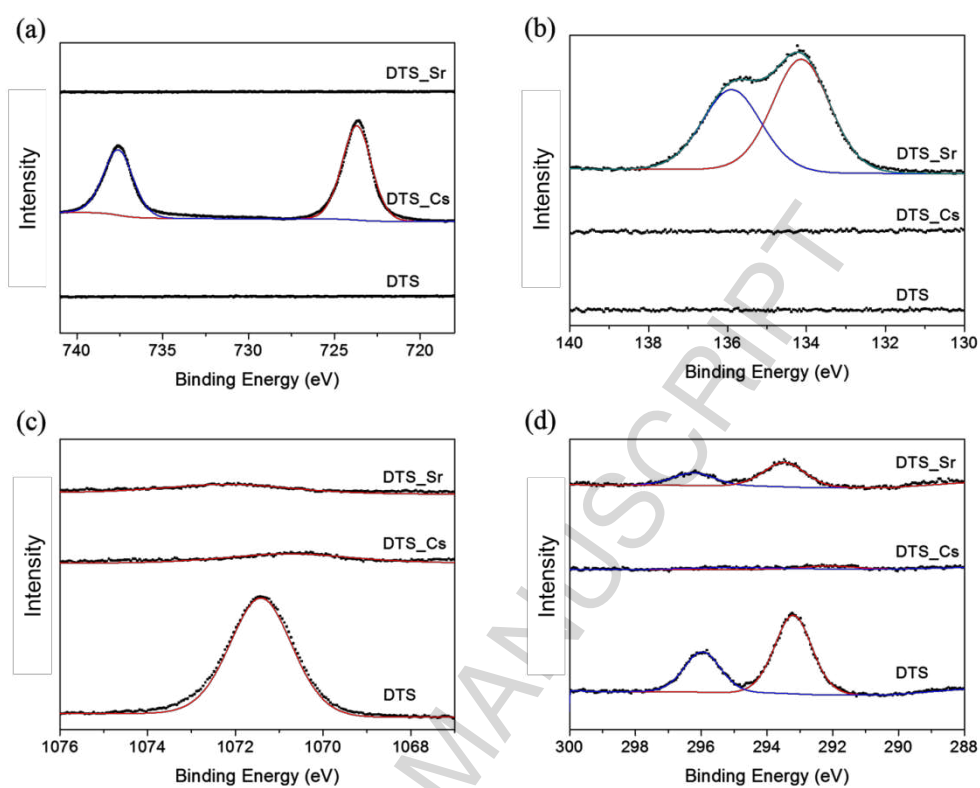 (a)
DTS_Sr
DTS_Cs
DTS
Intensity
740 735 730 725 720
Binding Energy (eV)
(b)
DTS_Sr
DTS_Cs
DTS
Intensity
140 138 136 134 132 130
Binding Energy (eV)
(c)
DTS_Sr
DTS_Cs
DTS
Intensity
1076 1074 1072 1070 1068
Binding Energy (eV)
(d)
DTS_Sr
DTS_Cs
DTS
Intensity
300 298 296 294 292 290 288
Binding Energy (eV)
MANUSCRIPT